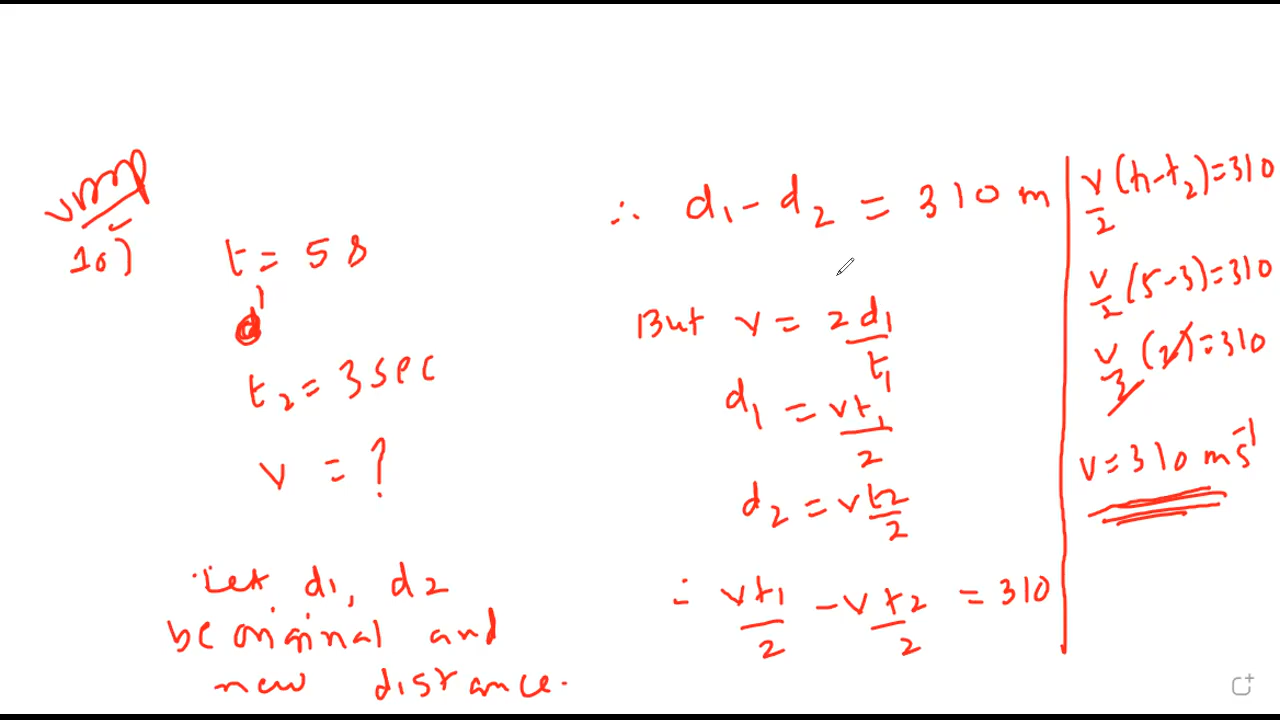 vmp
10)
t = 5 s
d1
t2 = 3 sec
v = ?
Let d1, d2
be original and
new distance.
∴ d1 - d2 = 310 m
But v = 2d1/t1
d1 = vt1/2
d2 = vt2/2
∴ vt1/2 - vt2/2 = 310
v/2 (t1 - t2) = 310
v/2 (5 - 3) = 310
v/2 (2) = 310
v = 310 ms⁻¹